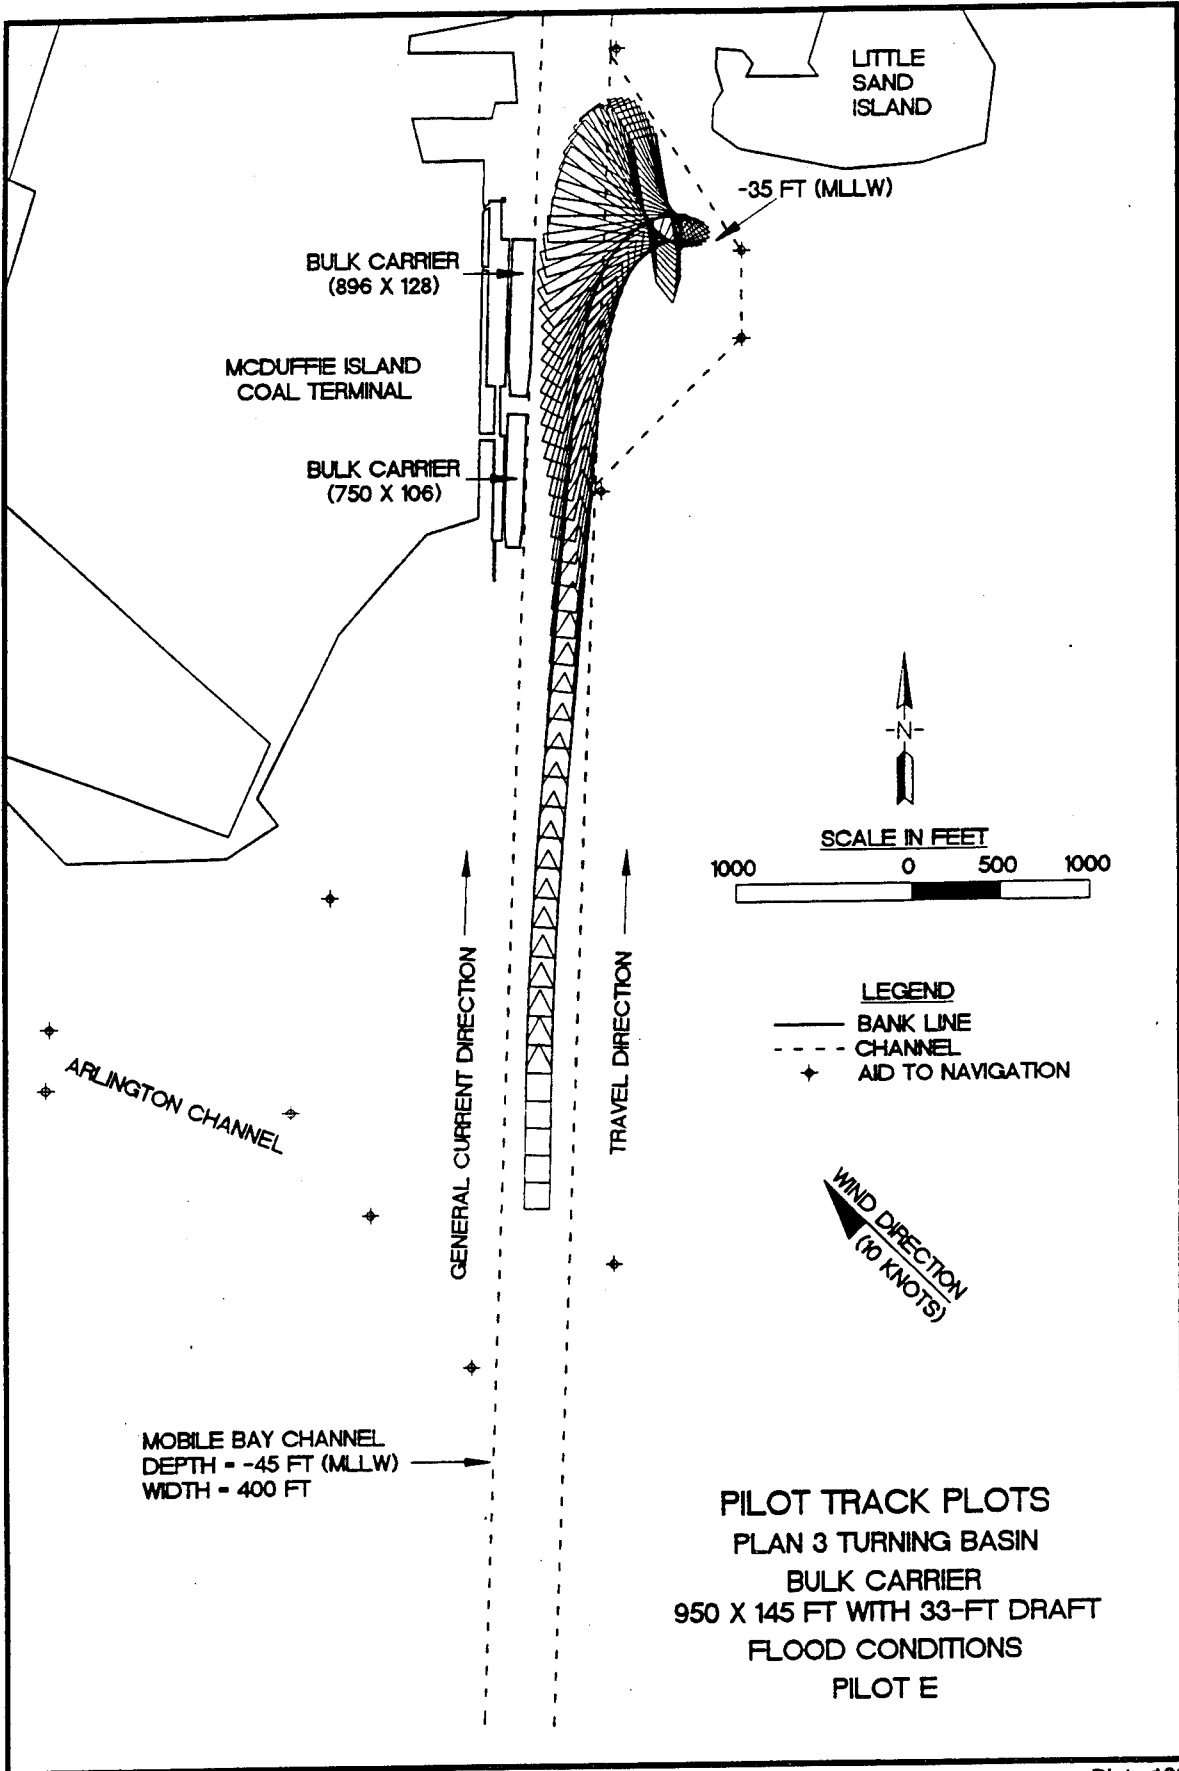 LITTLE
SAND
ISLAND
-35 FT (MLLW)
BULK CARRIER
(896 X 128)
MCDUFFIE ISLAND
COAL TERMINAL
BULK CARRIER
(750 X 106)
-N-
SCALE IN FEET
1000 0 500 1000
GENERAL CURRENT DIRECTION
TRAVEL DIRECTION
LEGEND
BANK LINE
CHANNEL
AID TO NAVIGATION
ARLINGTON CHANNEL
WIND DIRECTION
(10 KNOTS)
MOBILE BAY CHANNEL
DEPTH = -45 FT (MLLW)
WIDTH = 400 FT
PILOT TRACK PLOTS
PLAN 3 TURNING BASIN
BULK CARRIER
950 X 145 FT WITH 33-FT DRAFT
FLOOD CONDITIONS
PILOT E